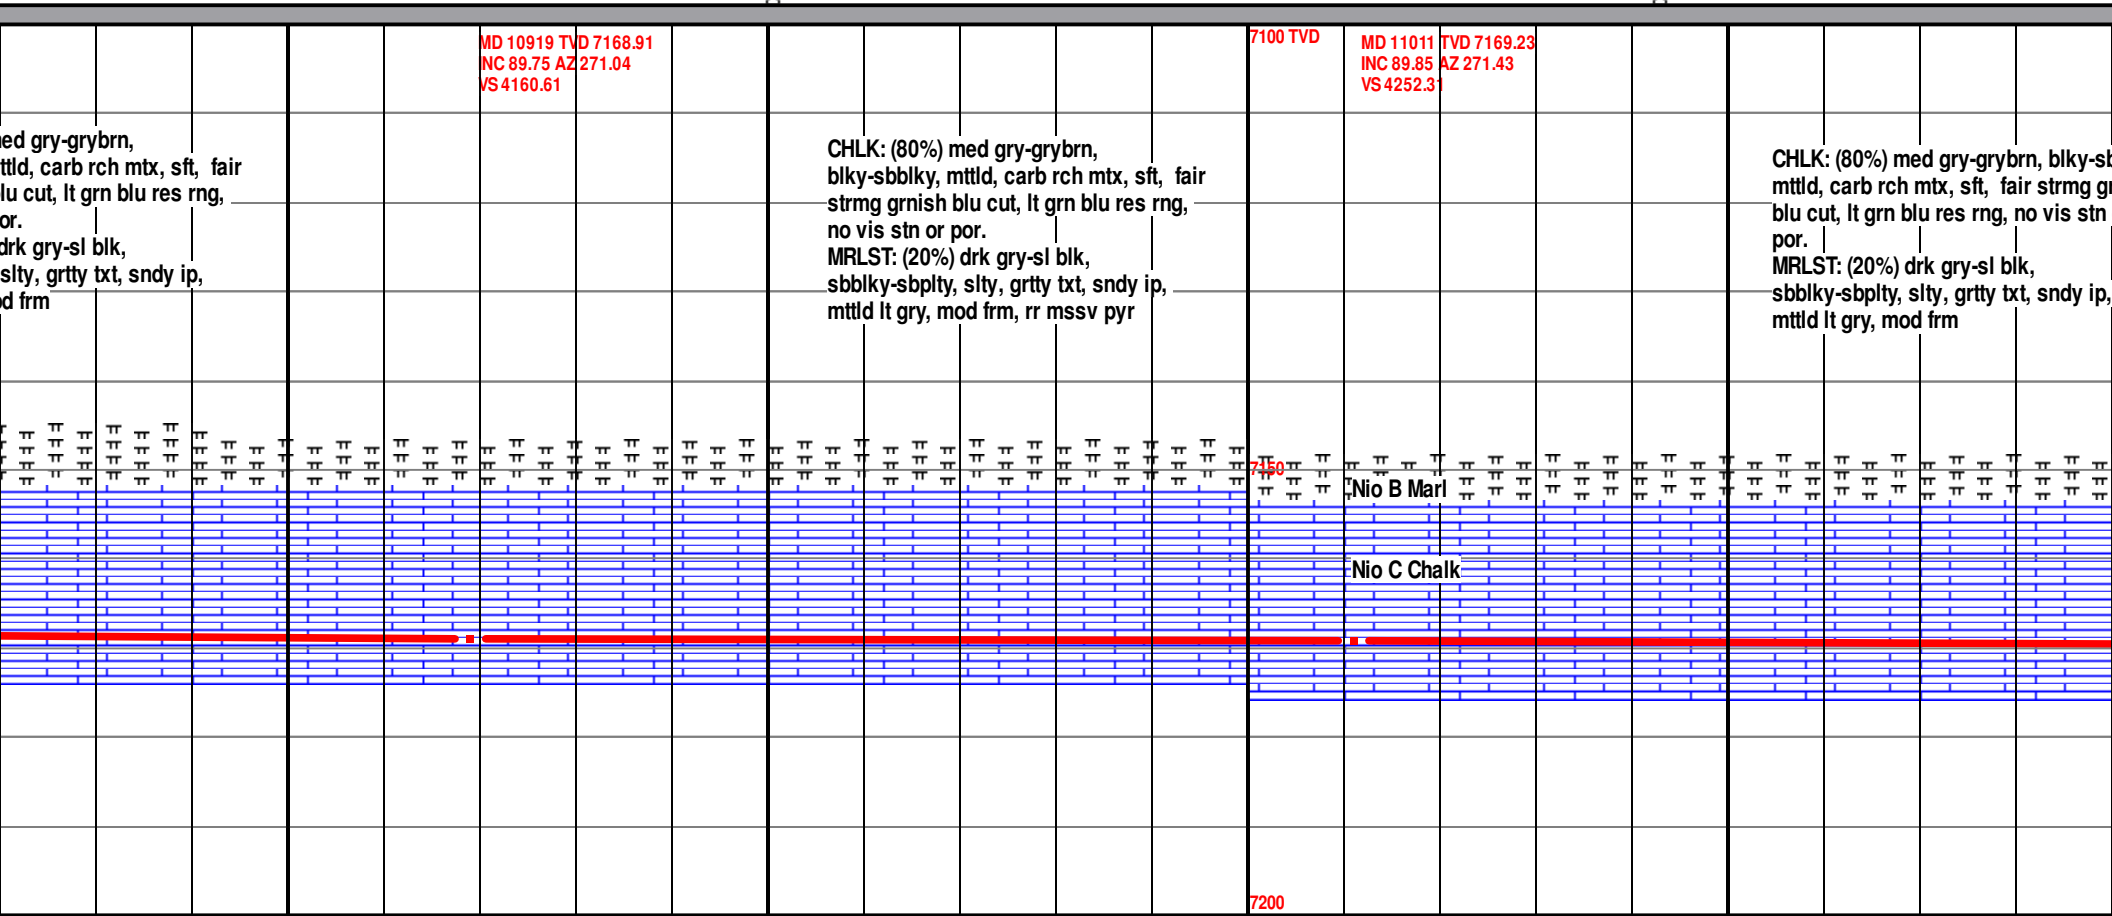 MD 10919 TVD 7168.91
INC 89.75 AZ 271.04
VS 4160.61
7100 TVD
MD 11011 TVD 7169.23
INC 89.85 AZ 271.43
VS 4252.31
gry-grybrn,
carb rch mtx, sft, fair
cut, lt grn blu res rng,
drk gry-sl blk,
slty, grtty txt, sndy ip,
frm
CHLK: (80%) med gry-grybrn,
blky-sbblky, mttld, carb rch mtx, sft, fair
strmg grnish blu cut, lt grn blu res rng,
no vis stn or por.
MRLST: (20%) drk gry-sl blk,
sbblky-sbplty, slty, grtty txt, sndy ip,
mttld lt gry, mod frm, rr mssv pyr
CHLK: (80%) med gry-grybrn,
mttld, carb rch mtx, sft, fair strmg
blu cut, lt grn blu res rng, no vis stn
por.
MRLST: (20%) drk gry-sl blk,
sbblky-sbplty, slty, grtty txt, sndy ip,
mttld lt gry, mod frm
7150
Nio B Marl
Nio C Chalk
7200